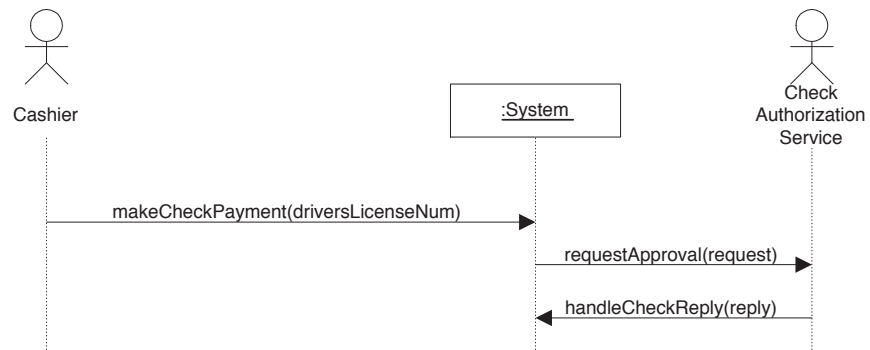 Cashier
:System
Check
Authorization
Service
makeCheckPayment(driversLicenseNum)
requestApproval(request)
handleCheckReply(reply)